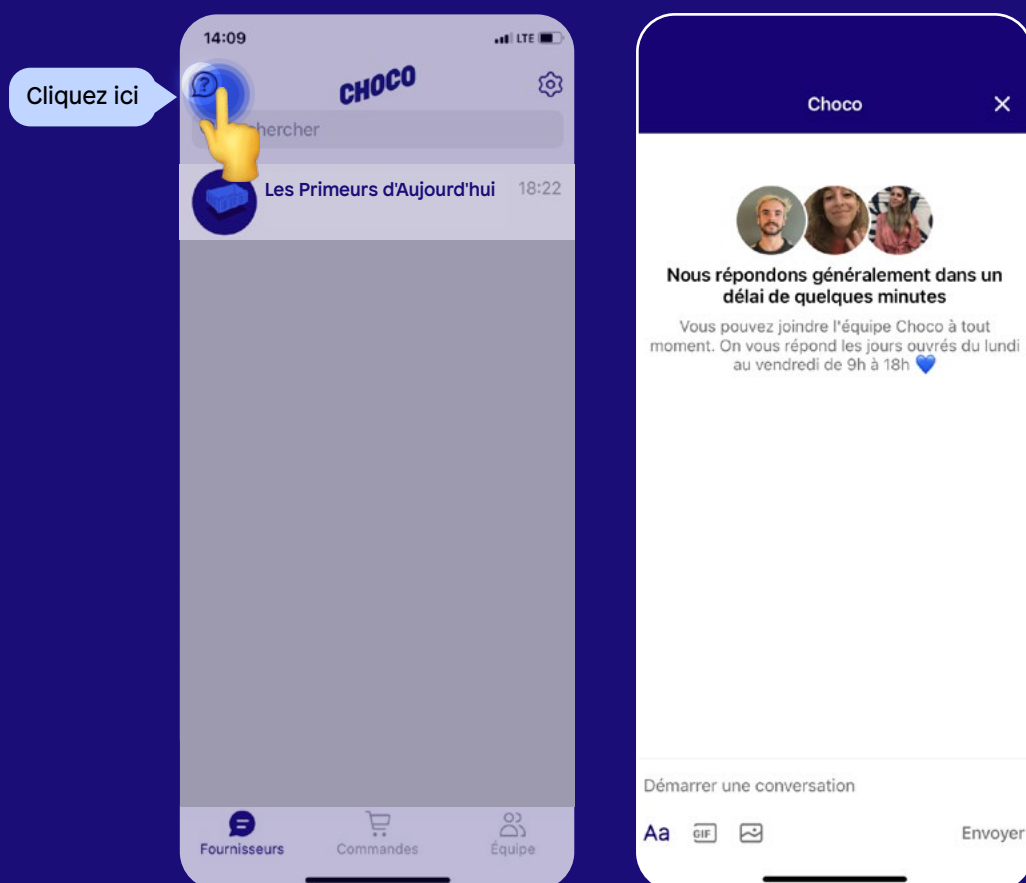 14:09
LTE
Cliquez ici
CHOCO
hercher
Les Primeurs d'Aujourd'hui
18:22
Fournisseurs
Commandes
Équipe
Choco
Nous répondons généralement dans un
délai de quelques minutes
Vous pouvez joindre l'équipe Choco à tout
moment. On vous répond les jours ouvrés du lundi
au vendredi de 9h à 18h 💙
Démarrer une conversation
Aa
GIF
Envoyer